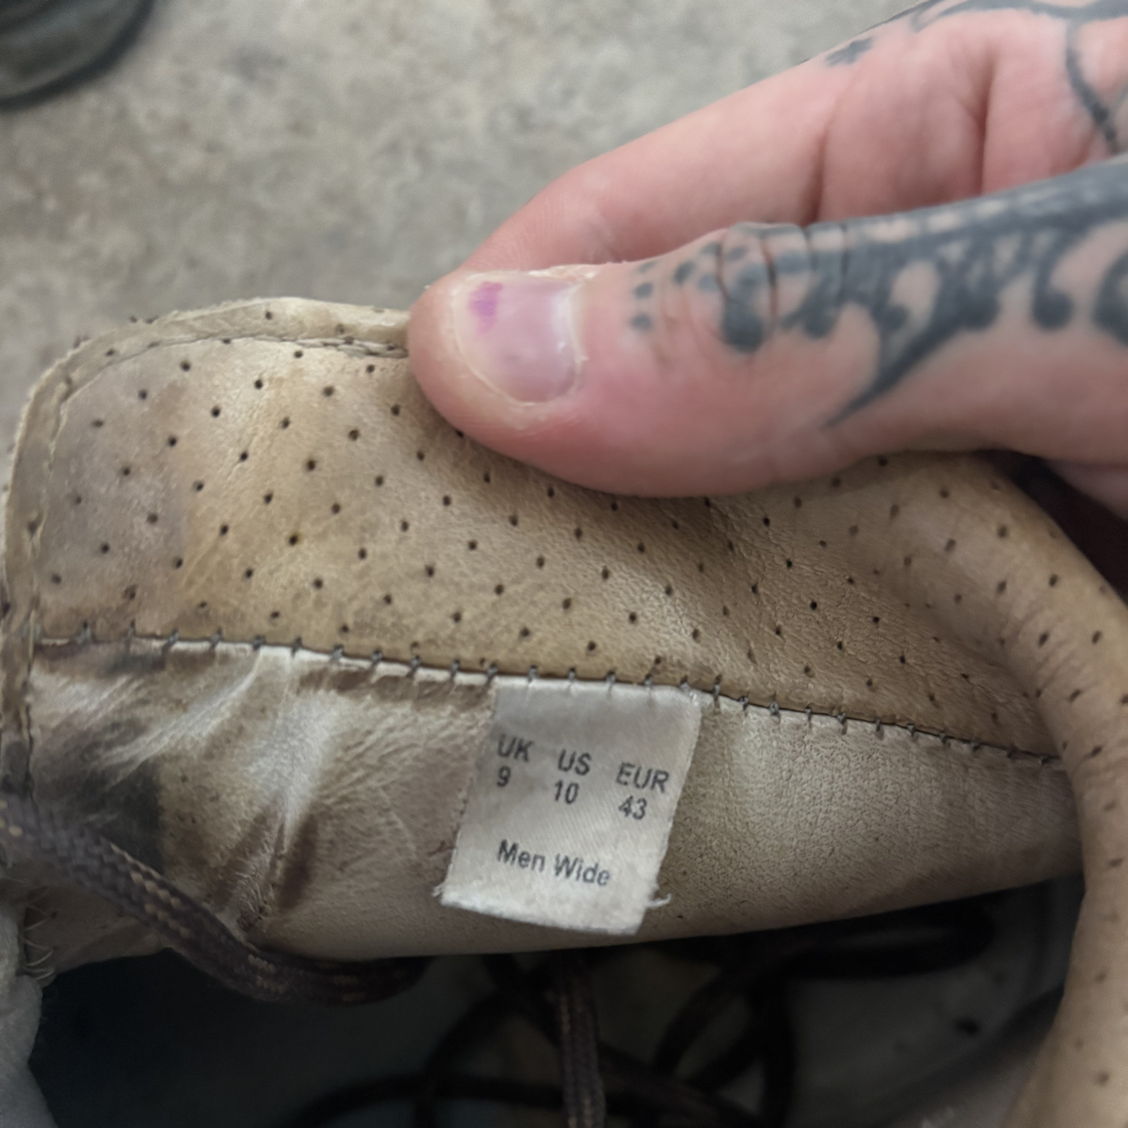 UK US EUR
9 10 43
Men Wide